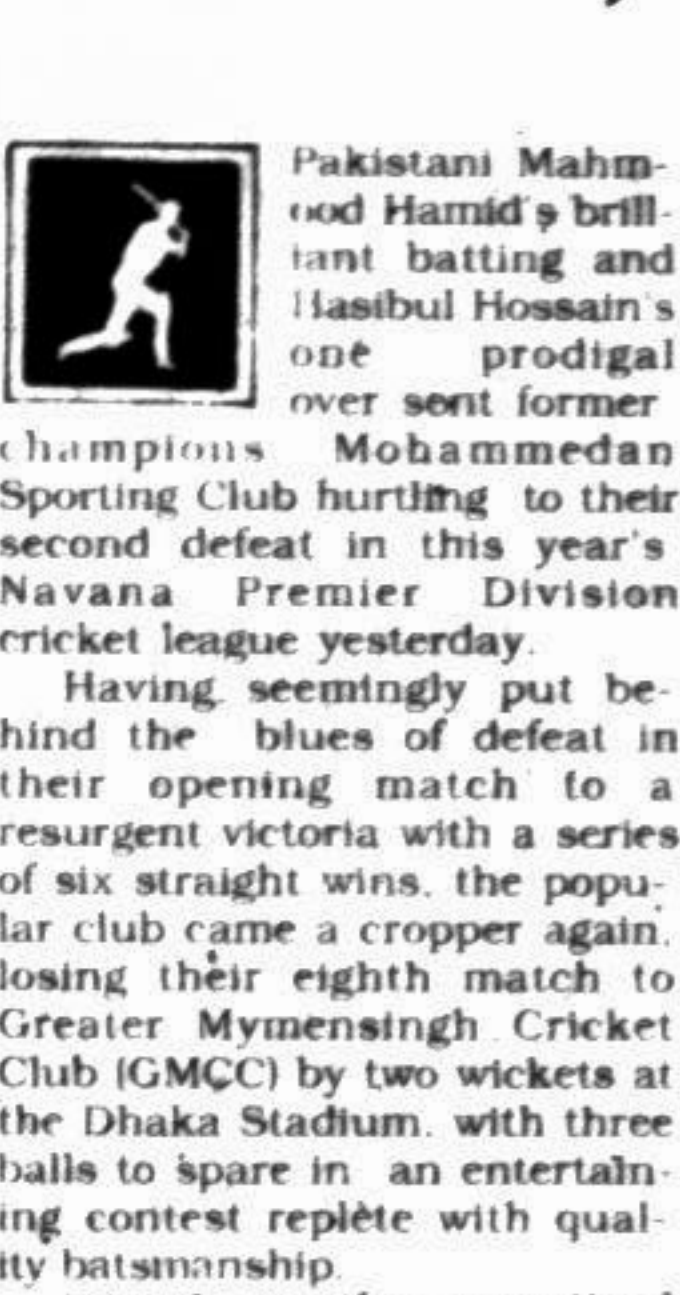 Pakistani Mahm-
ood Hamid's brill-
iant batting and
Hasibul Hossain's
one prodigal
over sent former
champions Mohammedan
Sporting Club hurtling to their
second defeat in this year's
Navana Premier Division
cricket league yesterday.
Having seemingly put be-
hind the blues of defeat in
their opening match to a
resurgent victoria with a series
of six straight wins, the popu-
lar club came a cropper again,
losing their eighth match to
Greater Mymensingh Cricket
Club (GMCC) by two wickets at
the Dhaka Stadium, with three
balls to spare in an entertain-
ing contest replete with qual-
ity batsmanship.